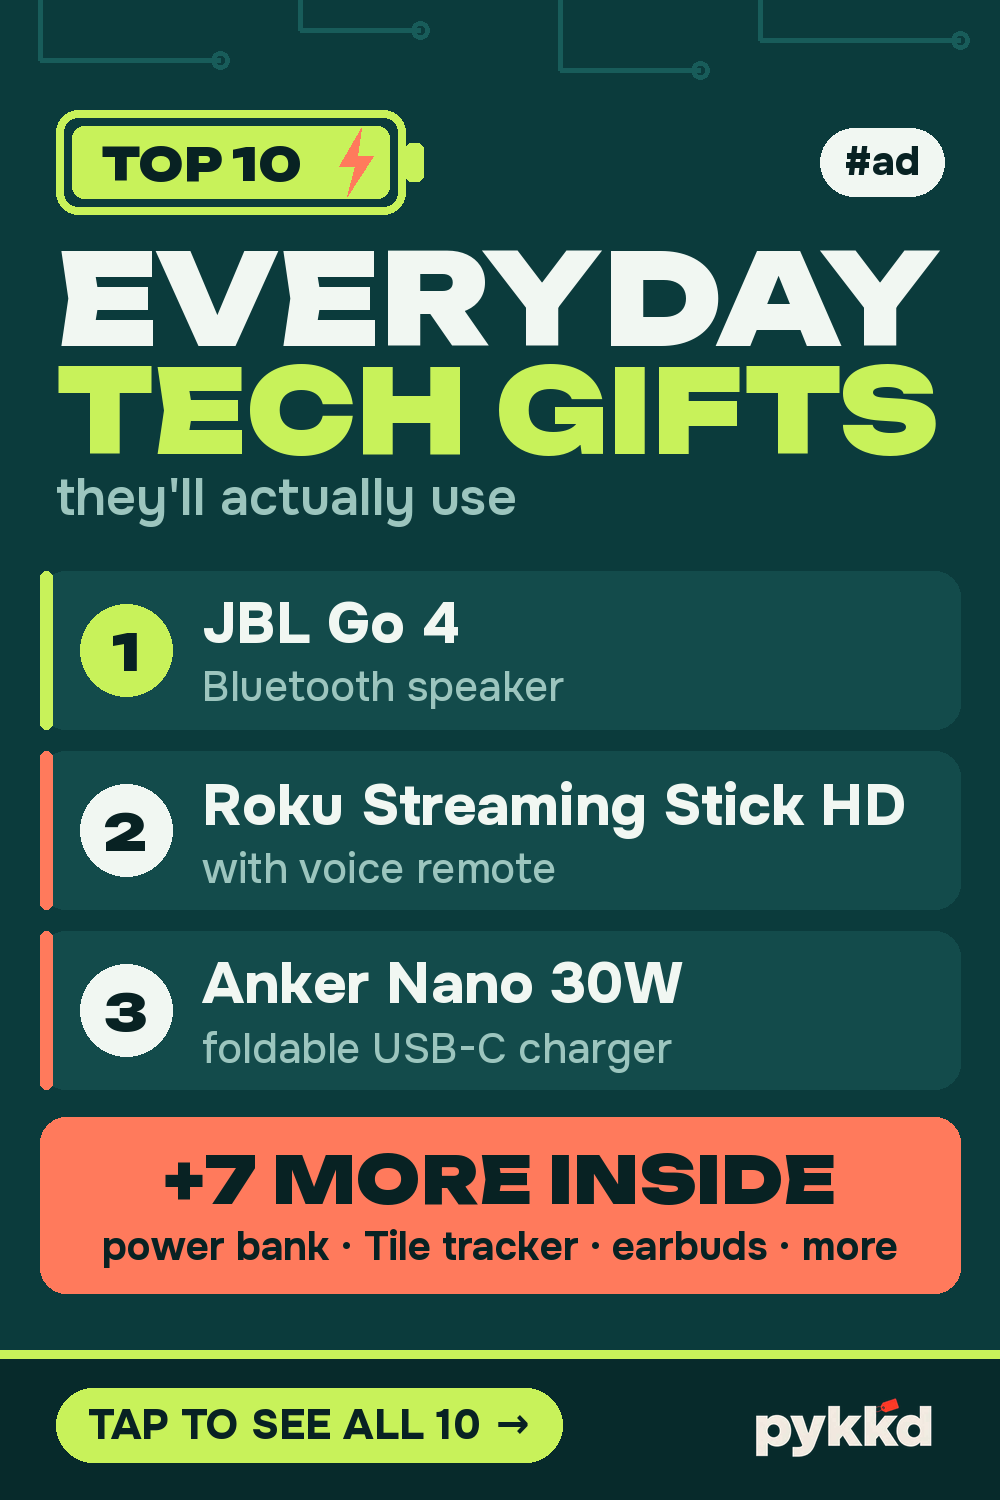 TOP 10
#ad
EVERYDAY
TECH GIFTS
they'll actually use
1
JBL Go 4
Bluetooth speaker
2
Roku Streaming Stick HD
with voice remote
3
Anker Nano 30W
foldable USB-C charger
+7 MORE INSIDE
power bank · Tile tracker · earbuds · more
TAP TO SEE ALL 10 →
pykkd